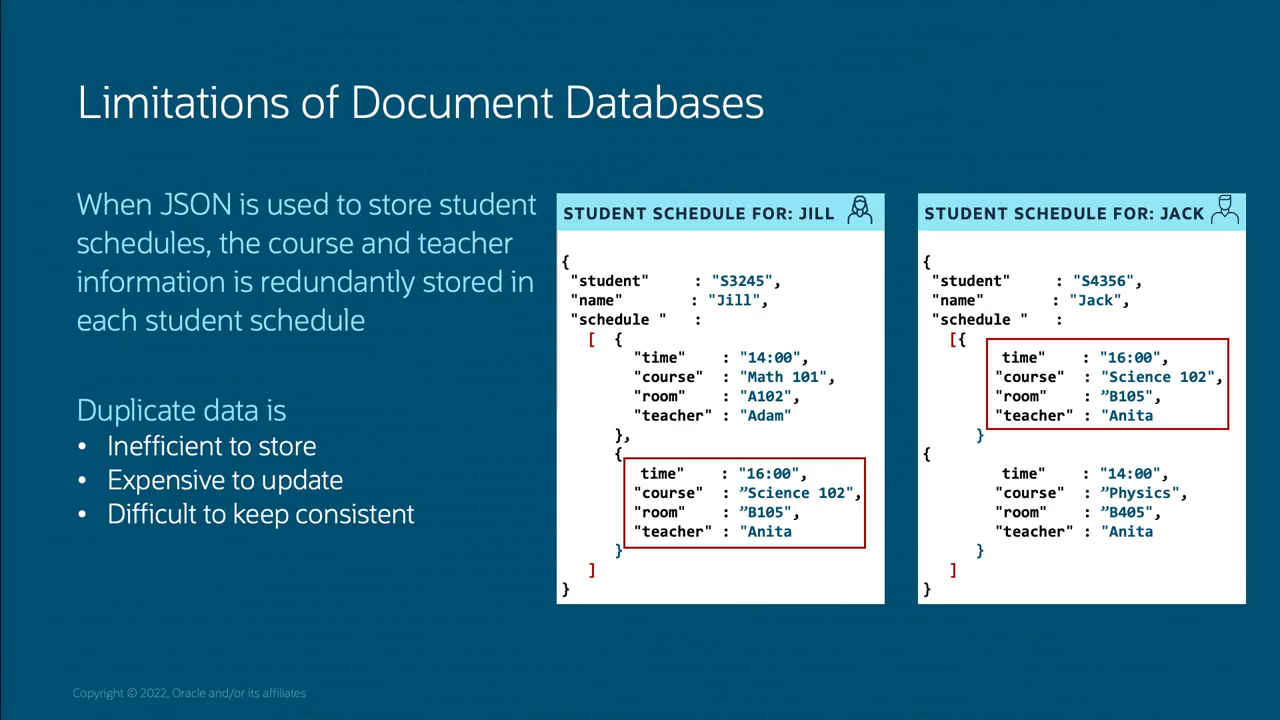 Limitations of Document Databases
When JSON is used to store student
schedules, the course and teacher
information is redundantly stored in
each student schedule
Duplicate data is
• Inefficient to store
• Expensive to update
• Difficult to keep consistent
STUDENT SCHEDULE FOR: JILL
{
"student" : "S3245",
"name" : "Jill",
"schedule " :
[ {
"time" : "14:00",
"course" : "Math 101",
"room" : "A102",
"teacher" : "Adam"
},
{
time" : "16:00",
"course" : ”Science 102",
"room" : ”B105",
"teacher" : "Anita
}
]
}
STUDENT SCHEDULE FOR: JACK
{
"student" : "S4356",
"name" : "Jack",
"schedule " :
[{
time" : "16:00",
"course" : "Science 102",
"room" : ”B105",
"teacher" : "Anita
}
{
time" : "14:00",
"course" : ”Physics",
"room" : ”B405",
"teacher" : "Anita
}
]
}
Copyright © 2022, Oracle and/or its affiliates